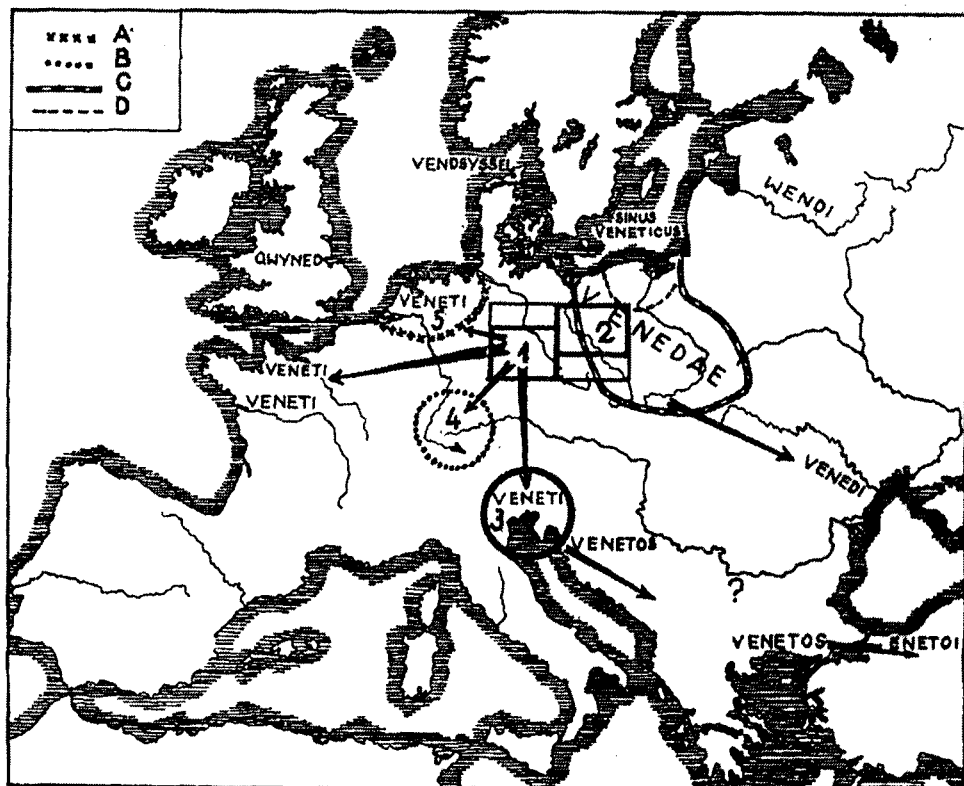 A
B
C
D
VENDSYSSEL
WENDI
SINUS
VENETICUS
GWYNED
VENETI
5
VENEDAE
2
1
VENETI
VENETI
4
VENEDI
VENETI
3
VENETOS
?
VENETOS
ENETOI